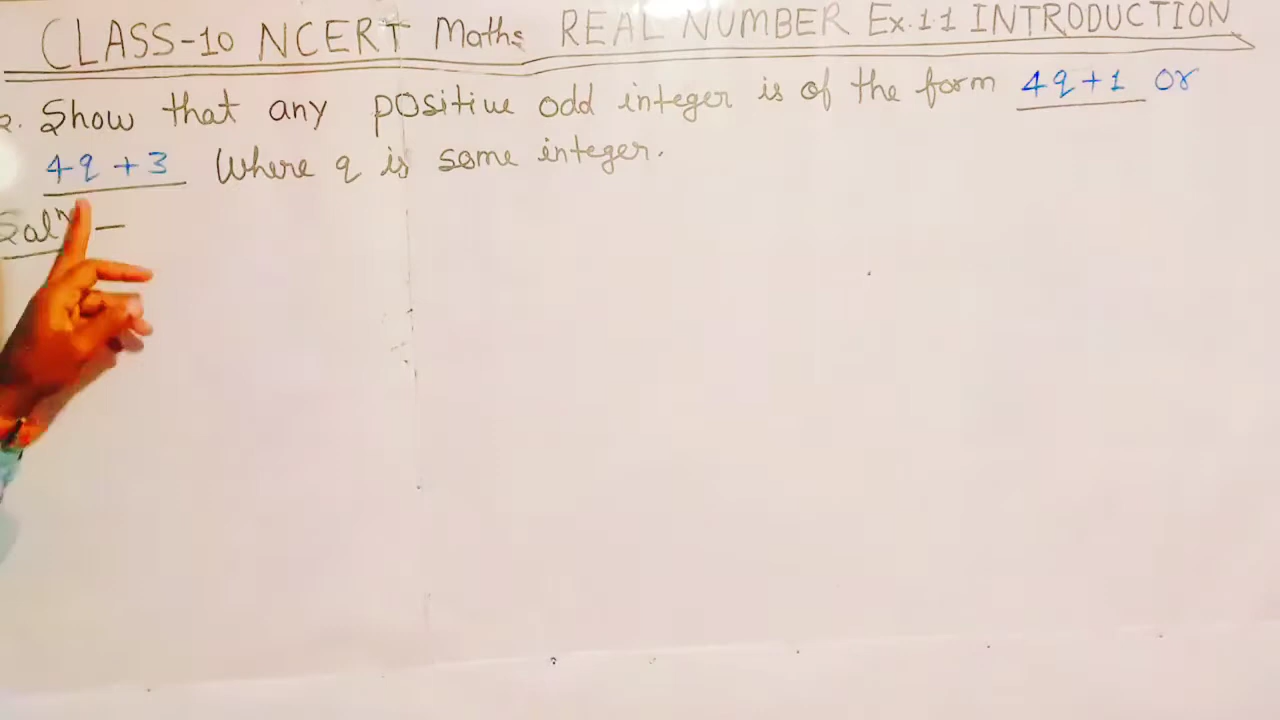 CLASS-10 NCERT Maths REAL NUMBER Ex.1.1 INTRODUCTION
Show that any positive odd integer is of the form 4q+1 or
4q+3 Where q is some integer.
Solⁿ –